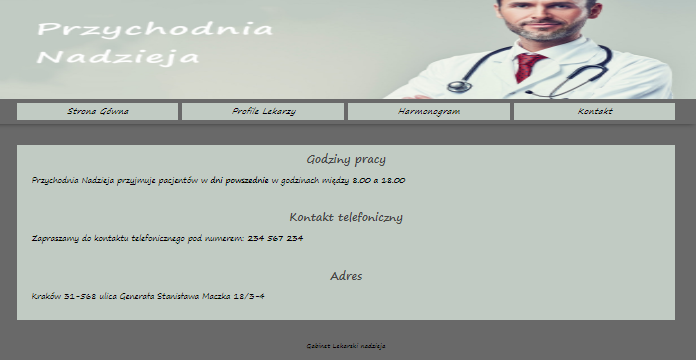 Przychodnia
Nadzieja
Strona Gówna
Profile Lekarzy
Harmonogram
Kontakt
Godziny pracy
Przychodnia Nadzieja przyjmuje pacjentów w dni powszednie w godzinach między 8.00 a 18.00
Kontakt telefoniczny
Zapraszamy do kontaktu telefonicznego pod numerem: 234 567 234
Adres
Kraków 31-568 ulica Generała Stanisława Maczka 18/3-4
Gabinet Lekarski nadzieja